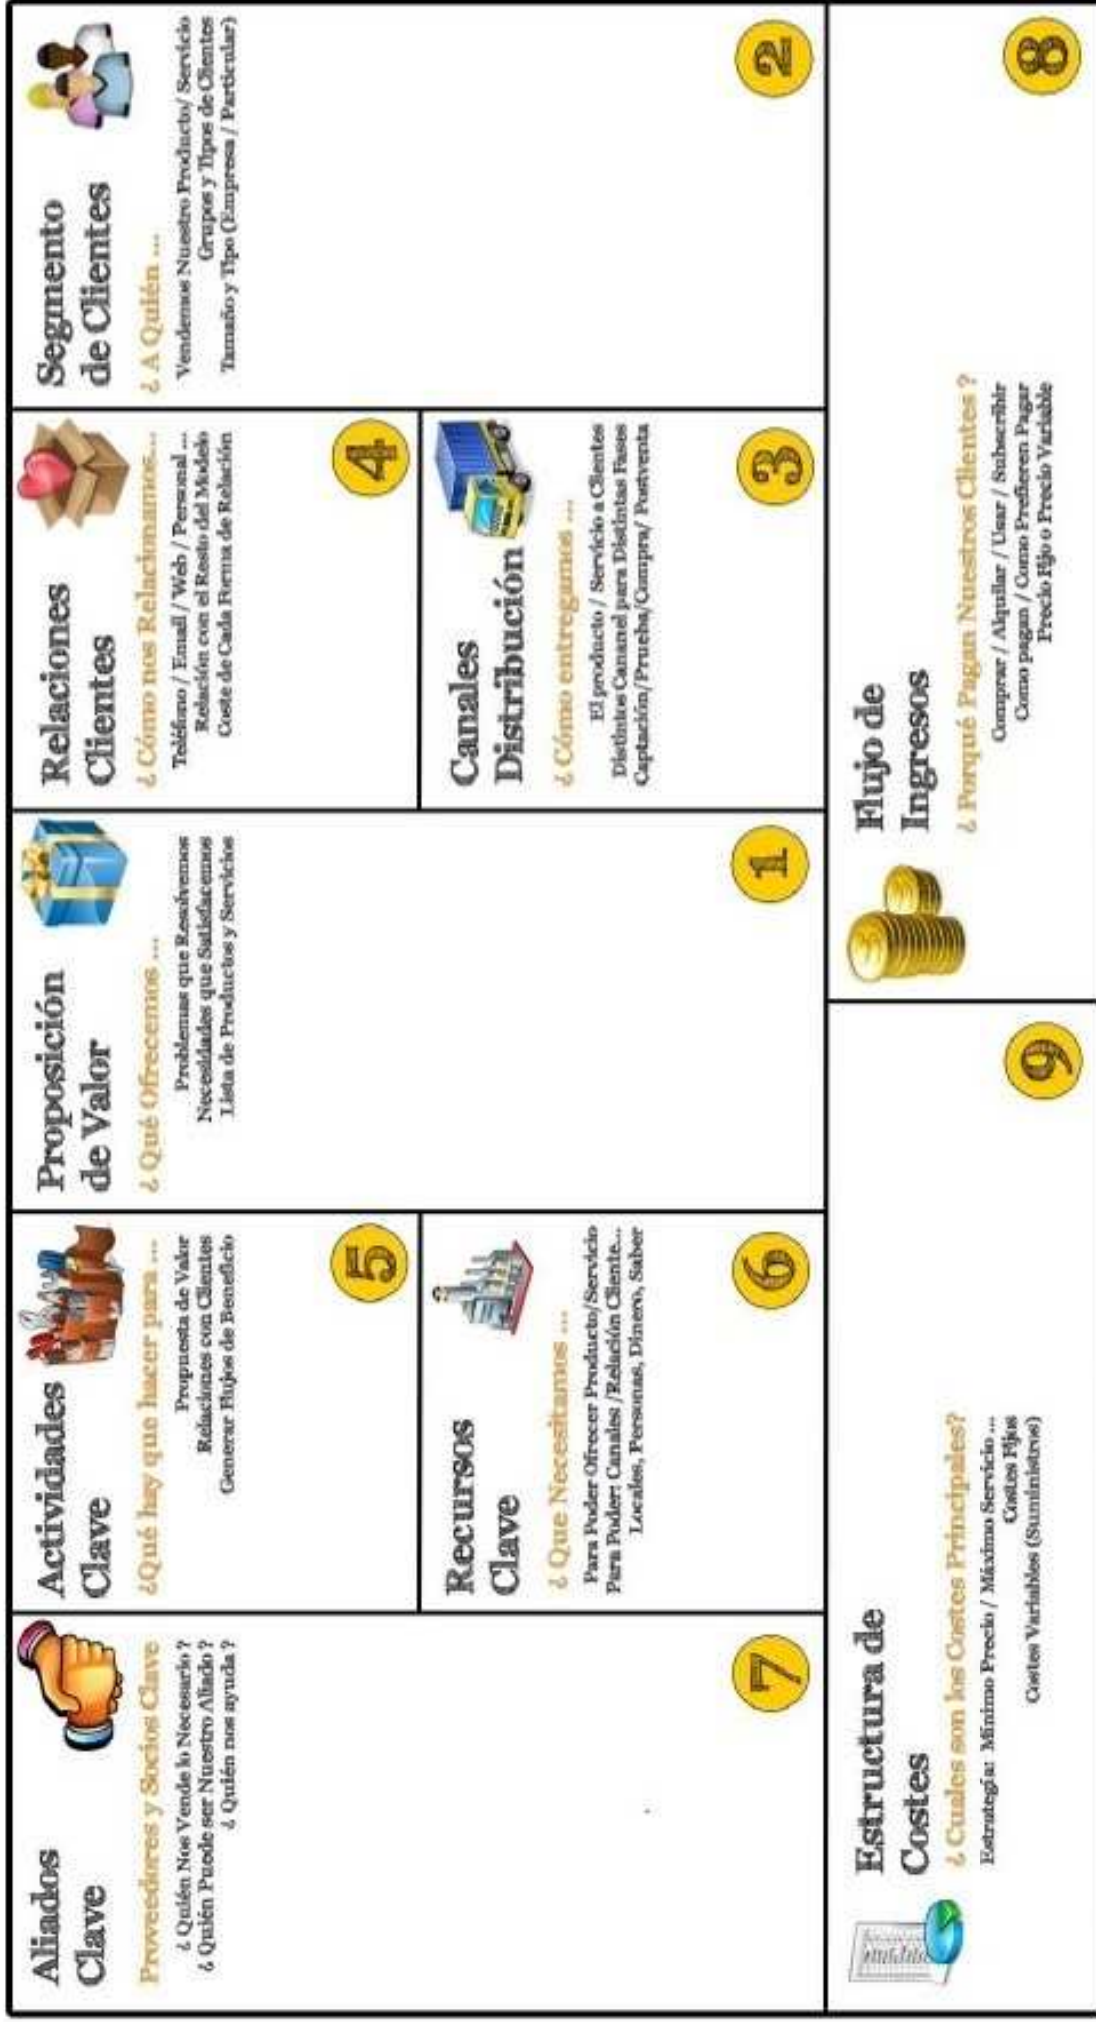 Aliados
Clave
Proveedores y Socios Clave
¿ Quién Nos Vende lo Necesario ?
¿ Quién Puede ser Nuestro Aliado ?
¿ Quién nos ayuda ?
7
Actividades
Clave
¿Qué hay que hacer para ...
Propuesta de Valor
Relaciones con Clientes
Generar Flujos de Beneficio
5
Recursos
Clave
¿ Que Necesitamos ...
Para Poder Ofrecer Producto/Servicio
Para Poder: Canales /Relación Cliente...
Locales, Personas, Dinero, Saber
6
Proposición
de Valor
¿ Qué Ofrecemos ...
Problemas que Resolvemos
Necesidades que Satisfacemos
Lista de Productos y Servicios
1
Relaciones
Clientes
¿ Cómo nos Relacionamos...
Teléfono / Email / Web / Personal ...
Relación con el Resto del Modelo
Coste de Cada Forma de Relación
4
Canales
Distribución
¿ Cómo entregamos ...
El producto / Servicio a Clientes
Distintos Cananel para Distintas Fases
Captación/Prueba/Compra/ Postventa
3
Segmento
de Clientes
¿ A Quién ...
Vendemos Nuestro Producto/ Servicio
Grupos y Tipos de Clientes
Tamaño y Tipo (Empresa / Particular)
2
Estructura de
Costes
¿ Cuales son los Costes Principales?
Estrategia: Mínimo Precio / Máximo Servicio ...
Costes Fijos
Costes Variables (Suministros)
9
Flujo de
Ingresos
¿ Porqué Pagan Nuestros Clientes ?
Comprar / Alquilar / Usar / Subscribir
Como pagan / Como Prefieren Pagar
Precio Fijo o Precio Variable
8